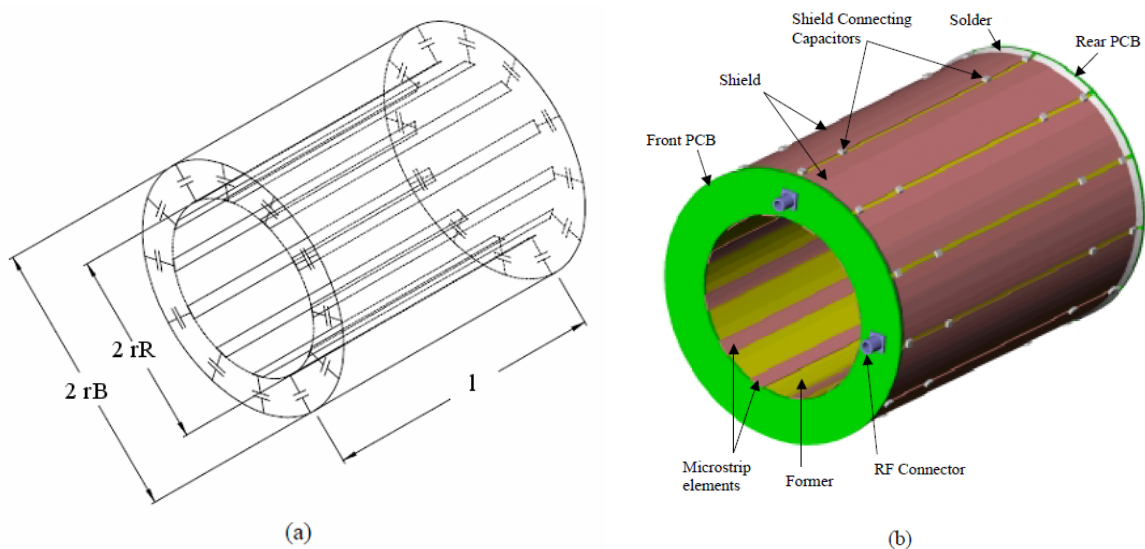 2 rR
2 rB
l
(a)
Shield Connecting
Capacitors
Solder
Rear PCB
Shield
Front PCB
Microstrip
elements
Former
RF Connector
(b)